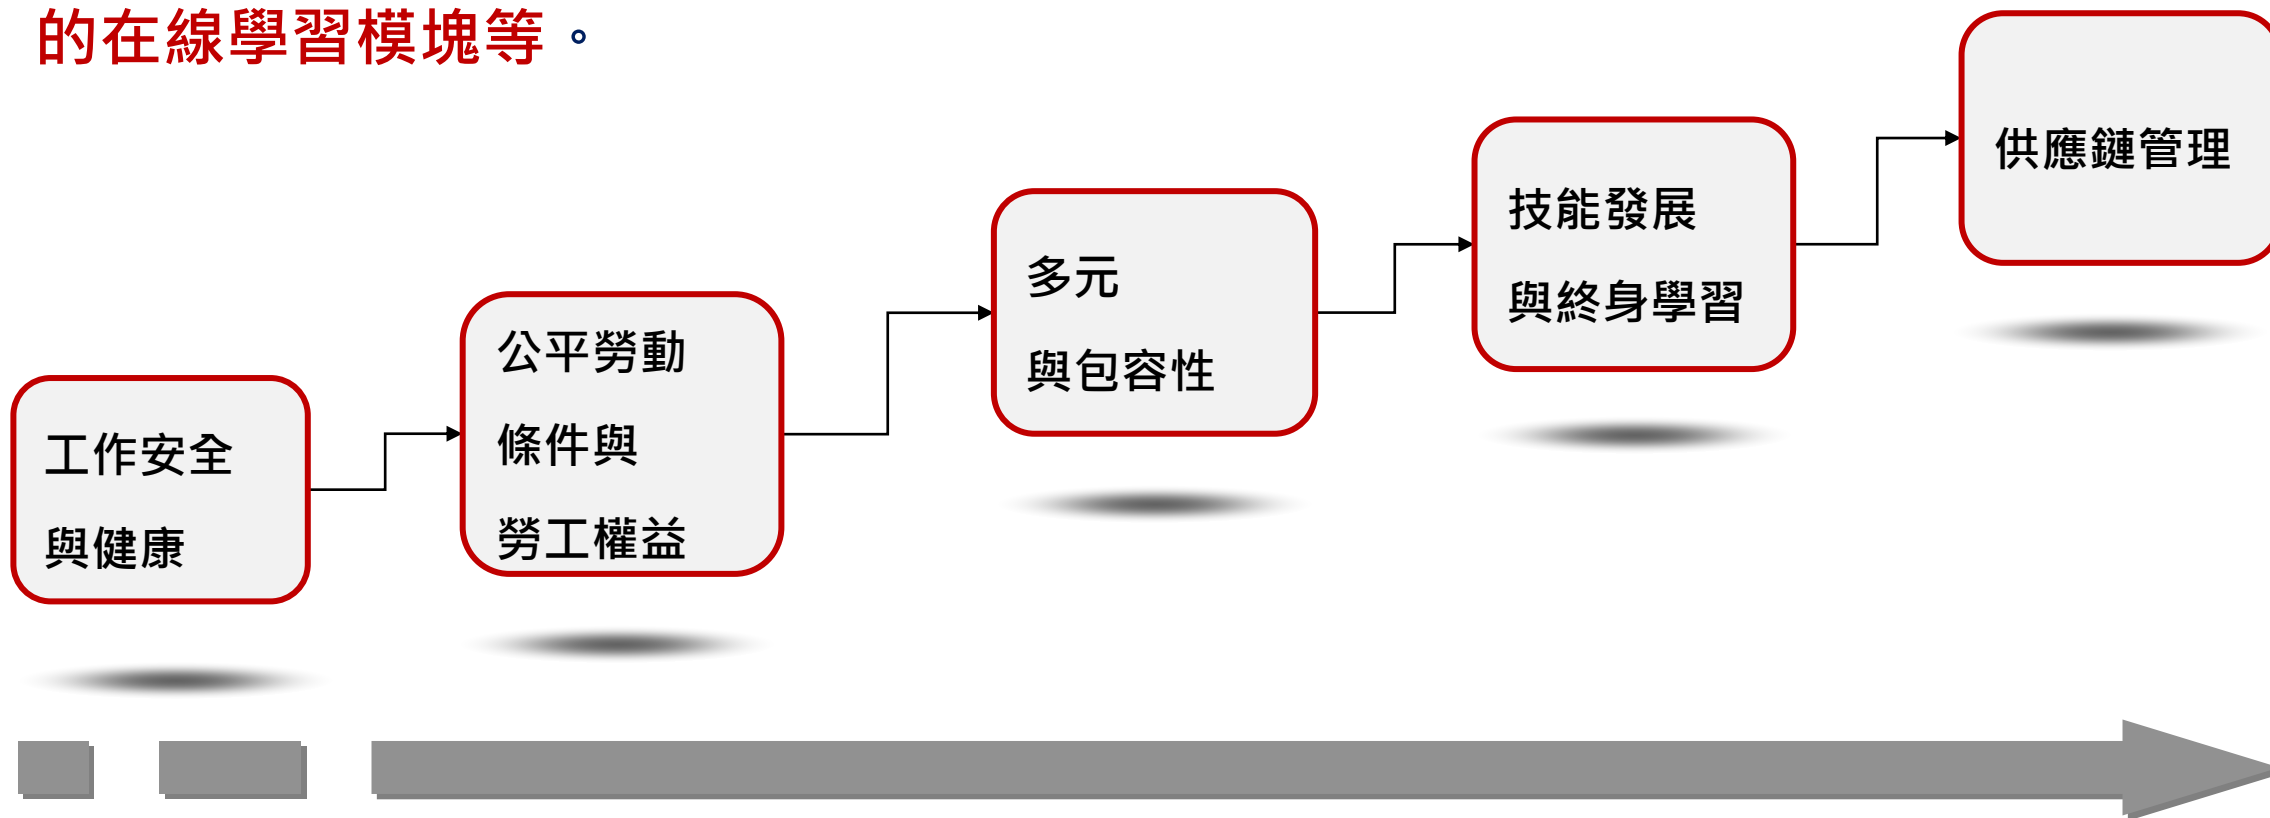 的在線學習模塊等。
工作安全
與健康
公平勞動
條件與
勞工權益
多元
與包容性
技能發展
與終身學習
供應鏈管理